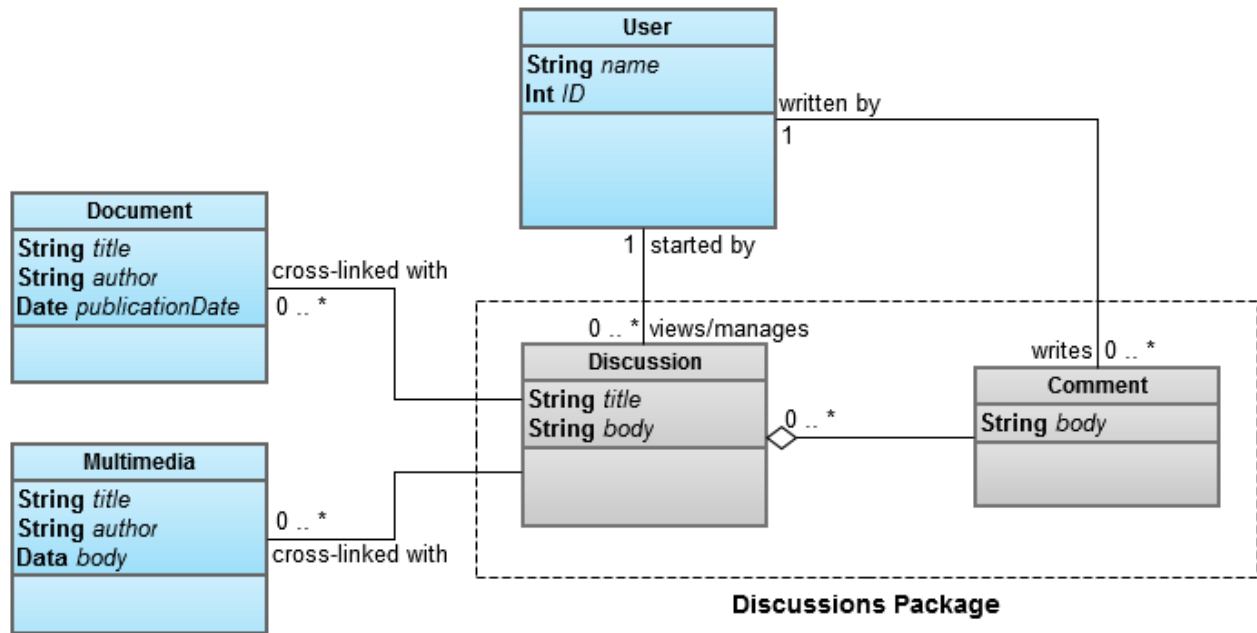 User
String name
Int ID
written by
1
Document
String title
String author
Date publicationDate
cross-linked with
0 .. *
1 started by
0 .. * views/manages
Discussion
String title
String body
writes 0 .. *
Comment
String body
0 .. *
Multimedia
String title
String author
Data body
0 .. *
cross-linked with
Discussions Package